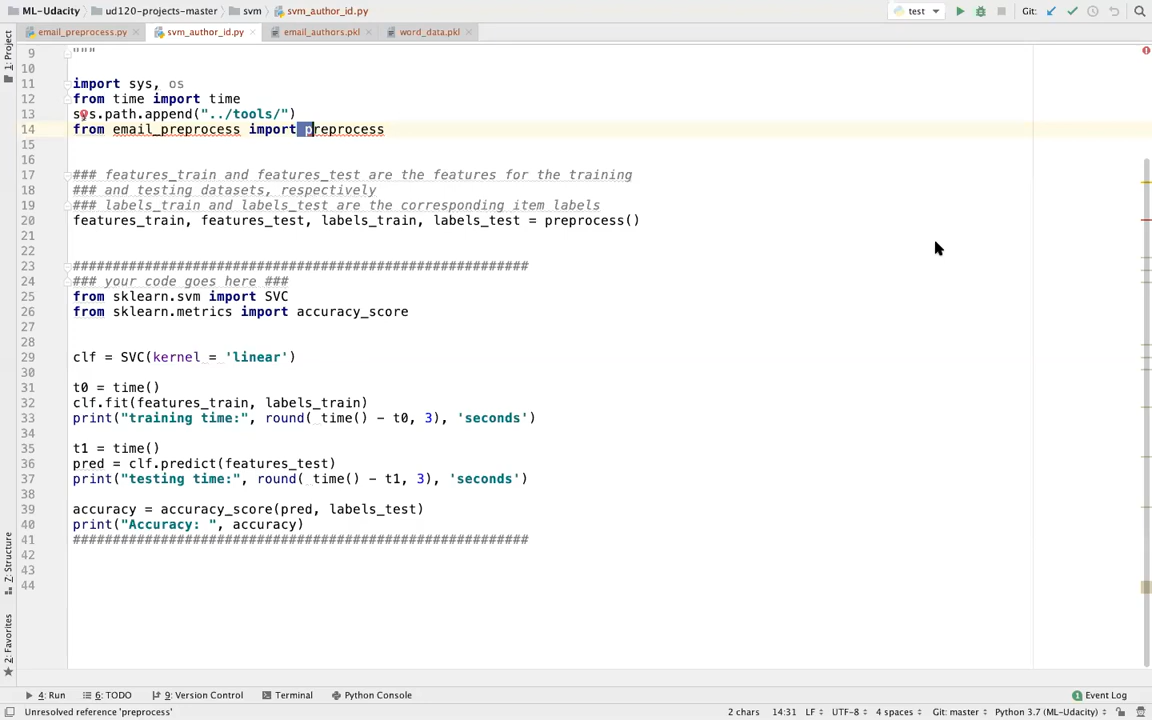 ML-Udacity ud120-projects-master svm svm_author_id.py test Git:
email_preprocess.py svm_author_id.py email_authors.pkl word_data.pkl
1: Project
Z: Structure
2: Favorites
9 """
10
11 import sys, os
12 from time import time
13 sys.path.append("../tools/")
14 from email_preprocess import preprocess
15
16
17 ### features_train and features_test are the features for the training
18 ### and testing datasets, respectively
19 ### labels_train and labels_test are the corresponding item labels
20 features_train, features_test, labels_train, labels_test = preprocess()
21
22
23 #########################################################
24 ### your code goes here ###
25 from sklearn.svm import SVC
26 from sklearn.metrics import accuracy_score
27
28
29 clf = SVC(kernel = 'linear')
30
31 t0 = time()
32 clf.fit(features_train, labels_train)
33 print("training time:", round( time() - t0, 3), 'seconds')
34
35 t1 = time()
36 pred = clf.predict(features_test)
37 print("testing time:", round( time() - t1, 3), 'seconds')
38
39 accuracy = accuracy_score(pred, labels_test)
40 print("Accuracy: ", accuracy)
41 #########################################################
42
43
44
4: Run 6: TODO 9: Version Control Terminal Python Console 1 Event Log
Unresolved reference 'preprocess' 2 chars 14:31 LF UTF-8 4 spaces Git: master Python 3.7 (ML-Udacity)